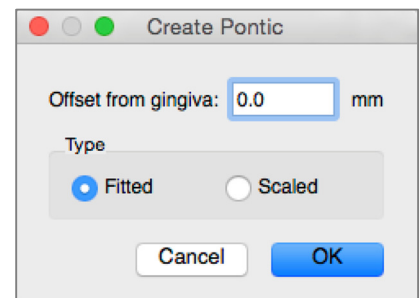 Create Pontic
Offset from gingiva: 0.0 mm
Type
Fitted Scaled
Cancel OK